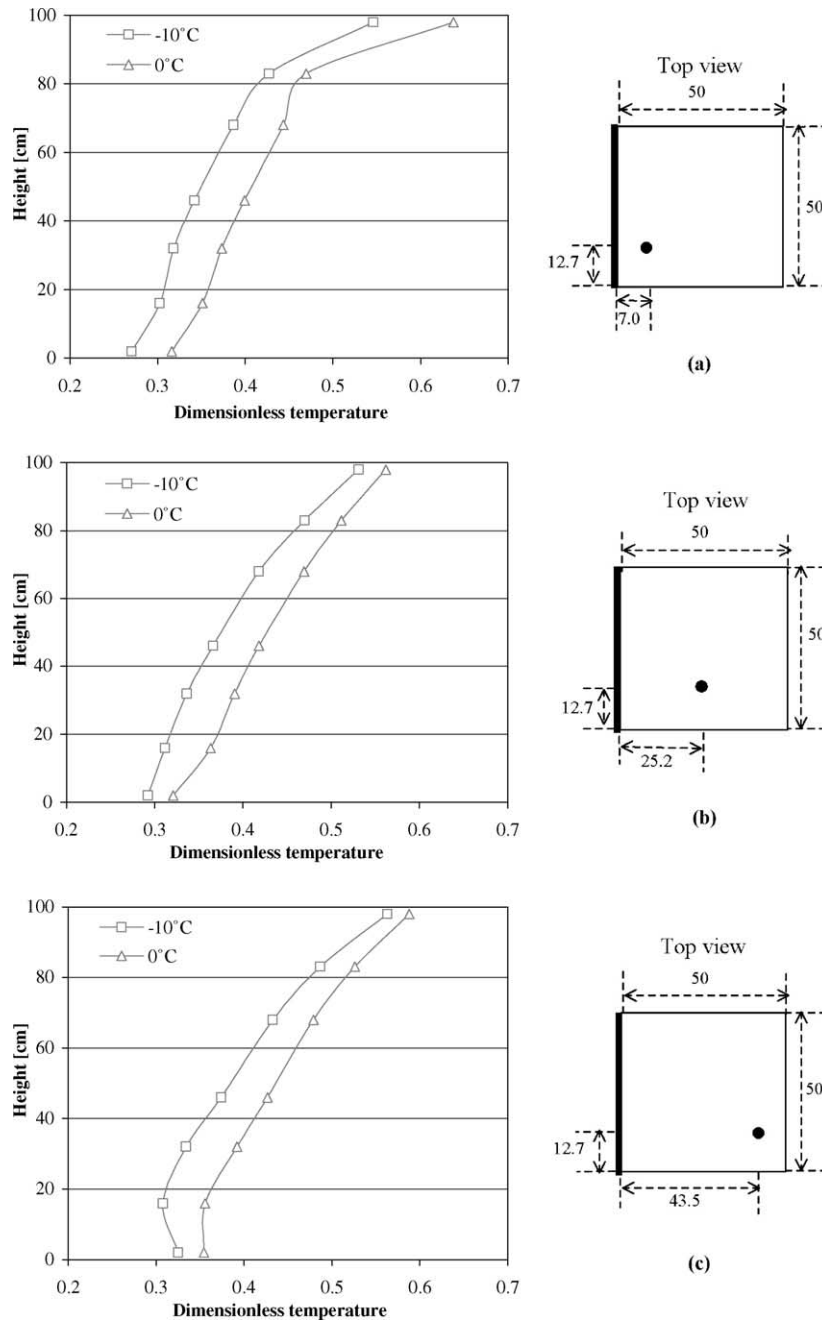 100
80
60
40
20
0
Height [cm]
-10°C
0°C
0.2 0.3 0.4 0.5 0.6 0.7
Dimensionless temperature
Top view
50
50
12.7
7.0
(a)
100
80
60
40
20
0
Height [cm]
-10°C
0°C
0.2 0.3 0.4 0.5 0.6 0.7
Dimensionless temperature
Top view
50
50
12.7
25.2
(b)
100
80
60
40
20
0
Height [cm]
-10°C
0°C
0.2 0.3 0.4 0.5 0.6 0.7
Dimensionless temperature
Top view
50
50
12.7
43.5
(c)